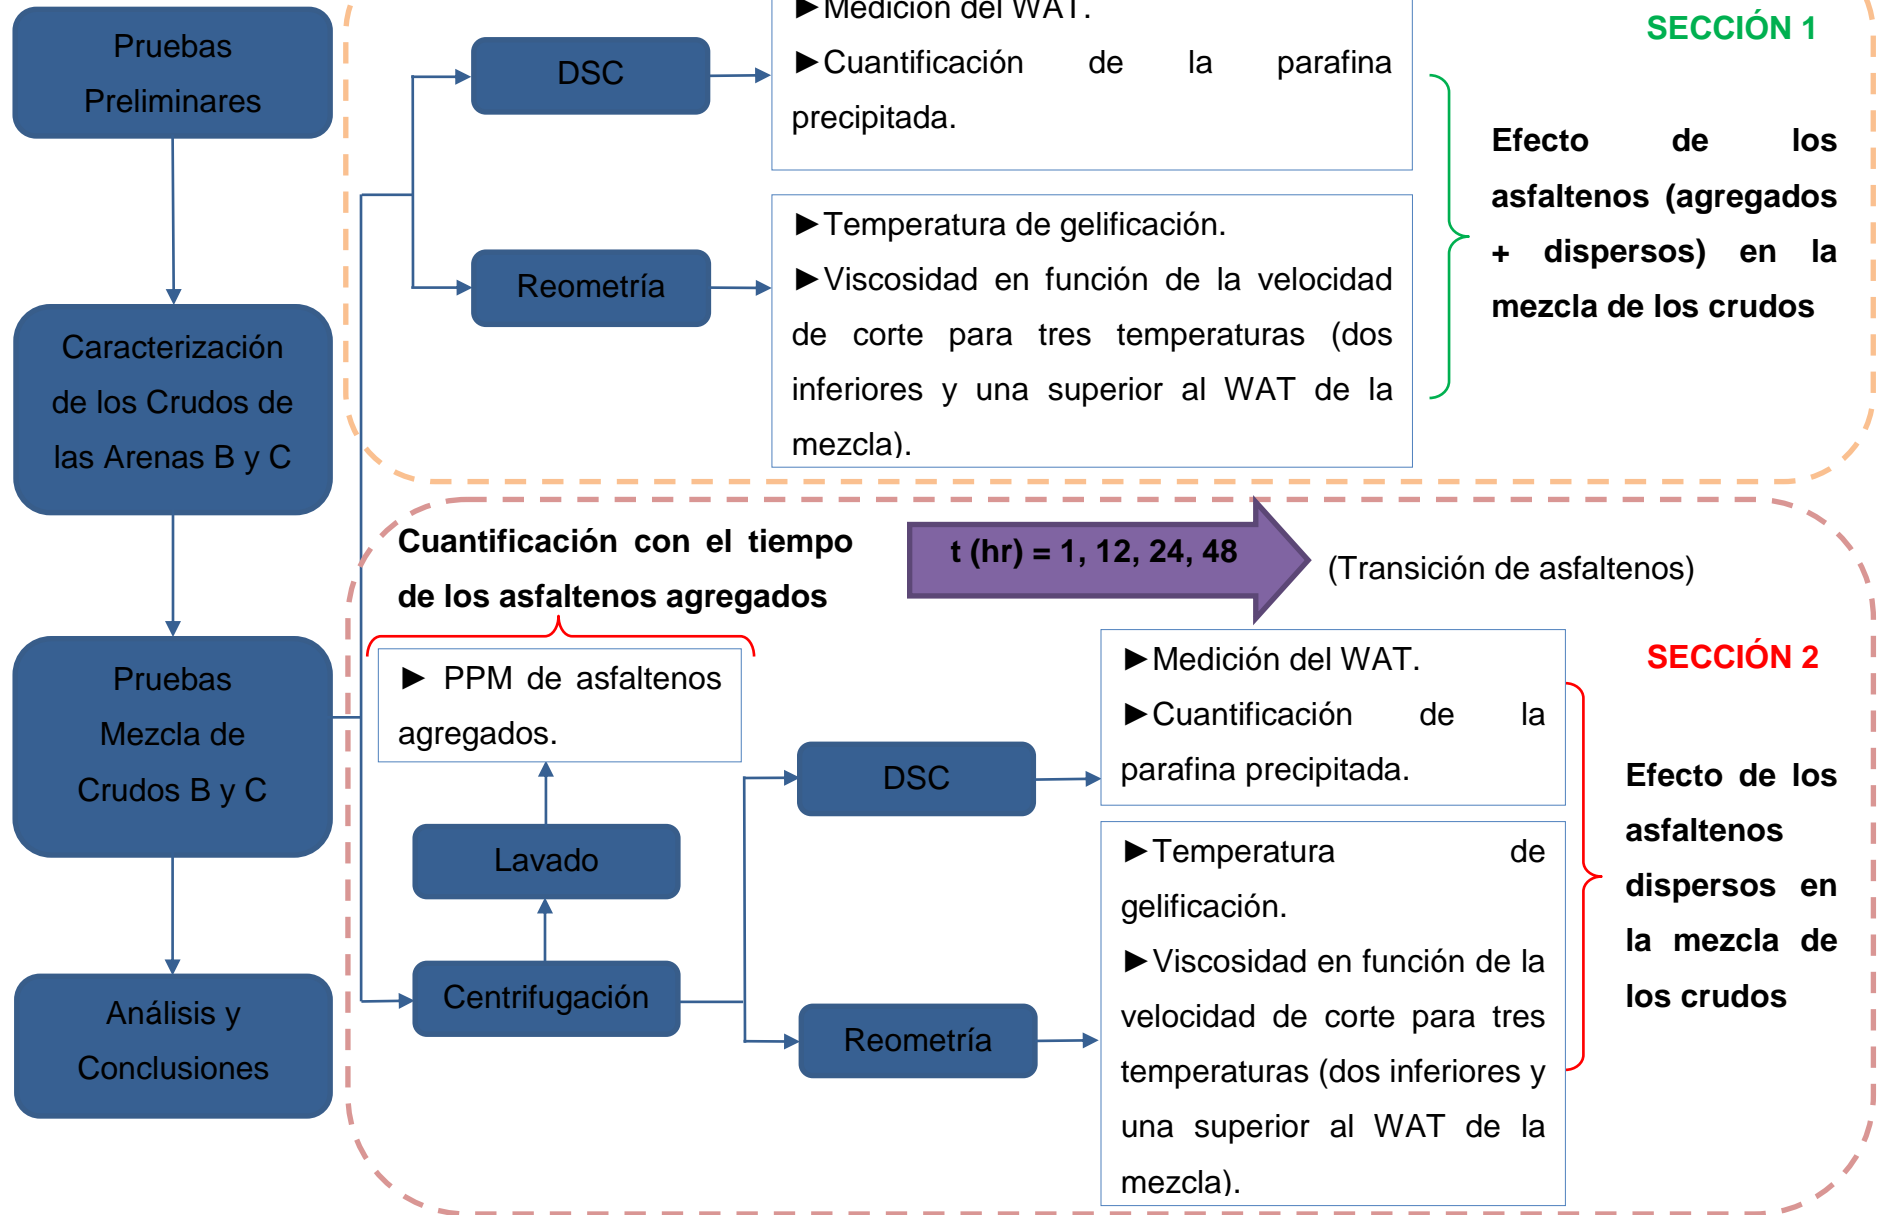 Pruebas
Preliminares
Caracterización
de los Crudos de
las Arenas B y C
Pruebas
Mezcla de
Crudos B y C
Análisis y
Conclusiones
DSC
►Medición del WAT.
►Cuantificación de la parafina
precipitada.
Reometría
►Temperatura de gelificación.
►Viscosidad en función de la velocidad
de corte para tres temperaturas (dos
inferiores y una superior al WAT de la
mezcla).
SECCIÓN 1
Efecto de los
asfaltenos (agregados
+ dispersos) en la
mezcla de los crudos
Cuantificación con el tiempo
de los asfaltenos agregados
t (hr) = 1, 12, 24, 48
(Transición de asfaltenos)
► PPM de asfaltenos
agregados.
Lavado
Centrifugación
DSC
►Medición del WAT.
►Cuantificación de la
parafina precipitada.
Reometría
►Temperatura de
gelificación.
►Viscosidad en función de la
velocidad de corte para tres
temperaturas (dos inferiores y
una superior al WAT de la
mezcla).
SECCIÓN 2
Efecto de los
asfaltenos
dispersos en
la mezcla de
los crudos